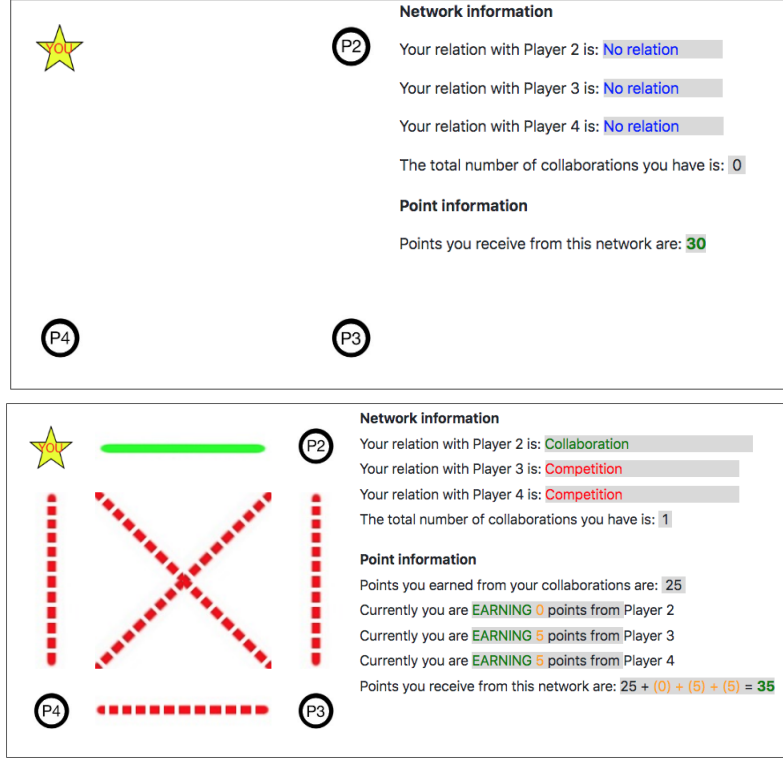 Network information
YOU
P2
Your relation with Player 2 is: No relation
Your relation with Player 3 is: No relation
Your relation with Player 4 is: No relation
The total number of collaborations you have is: 0
Point information
Points you receive from this network are: 30
P4
P3
Network information
YOU
P2
Your relation with Player 2 is: Collaboration
Your relation with Player 3 is: Competition
Your relation with Player 4 is: Competition
The total number of collaborations you have is: 1
Point information
Points you earned from your collaborations are: 25
Currently you are EARNING 0 points from Player 2
Currently you are EARNING 5 points from Player 3
Currently you are EARNING 5 points from Player 4
Points you receive from this network are: 25 + (0) + (5) + (5) = 35
P4
P3